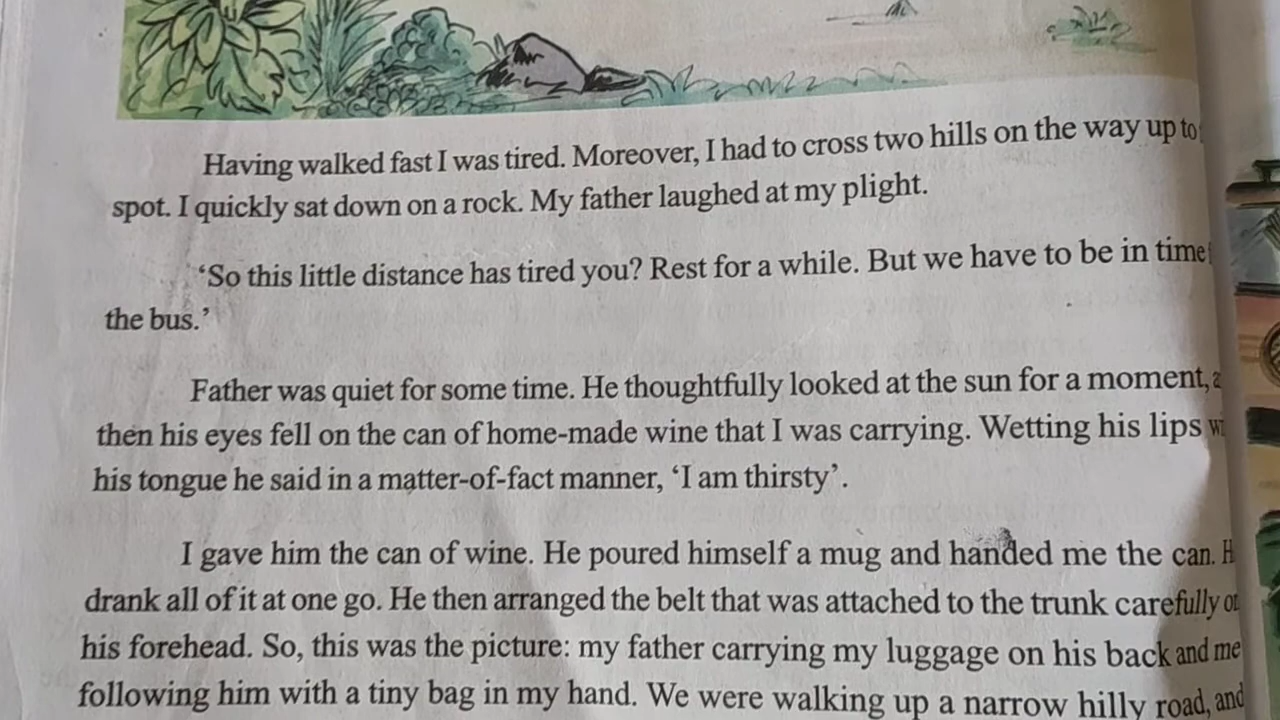 Having walked fast I was tired. Moreover, I had to cross two hills on the way up to
spot. I quickly sat down on a rock. My father laughed at my plight.
‘So this little distance has tired you? Rest for a while. But we have to be in time
the bus.’
Father was quiet for some time. He thoughtfully looked at the sun for a moment,
then his eyes fell on the can of home-made wine that I was carrying. Wetting his lips
his tongue he said in a matter-of-fact manner, ‘I am thirsty’.
I gave him the can of wine. He poured himself a mug and handed me the can.
drank all of it at one go. He then arranged the belt that was attached to the trunk carefully
his forehead. So, this was the picture: my father carrying my luggage on his back and me
following him with a tiny bag in my hand. We were walking up a narrow hilly road, and